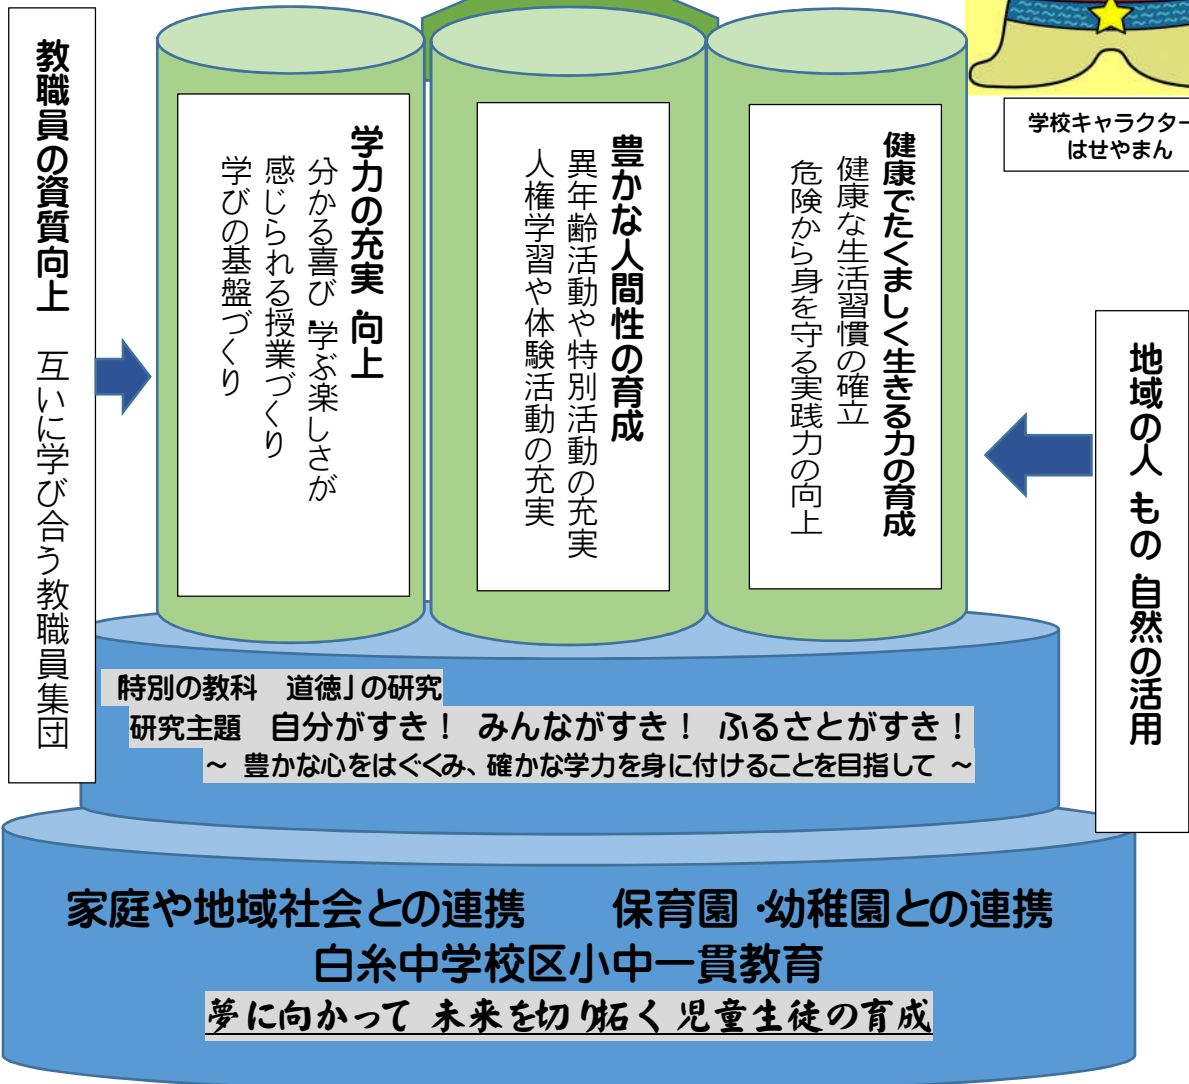 教職員の資質向上　互いに学び合う教職員集団
学力の充実・向上
分かる喜び・学ぶ楽しさが
感じられる授業づくり
学びの基盤づくり
豊かな人間性の育成
異年齢活動や特別活動の充実
人権学習や体験活動の充実
健康でたくましく生きる力の育成
健康な生活習慣の確立
危険から身を守る実践力の向上
学校キャラクター
はせやまん
地域の人・もの・自然の活用
「特別の教科　道徳」の研究
研究主題　自分がすき！　みんながすき！　ふるさとがすき！
～ 豊かな心をはぐくみ、確かな学力を身に付けることを目指して ～
家庭や地域社会との連携　　保育園・幼稚園との連携
白糸中学校区小中一貫教育
夢に向かって 未来を切り拓く 児童生徒の育成